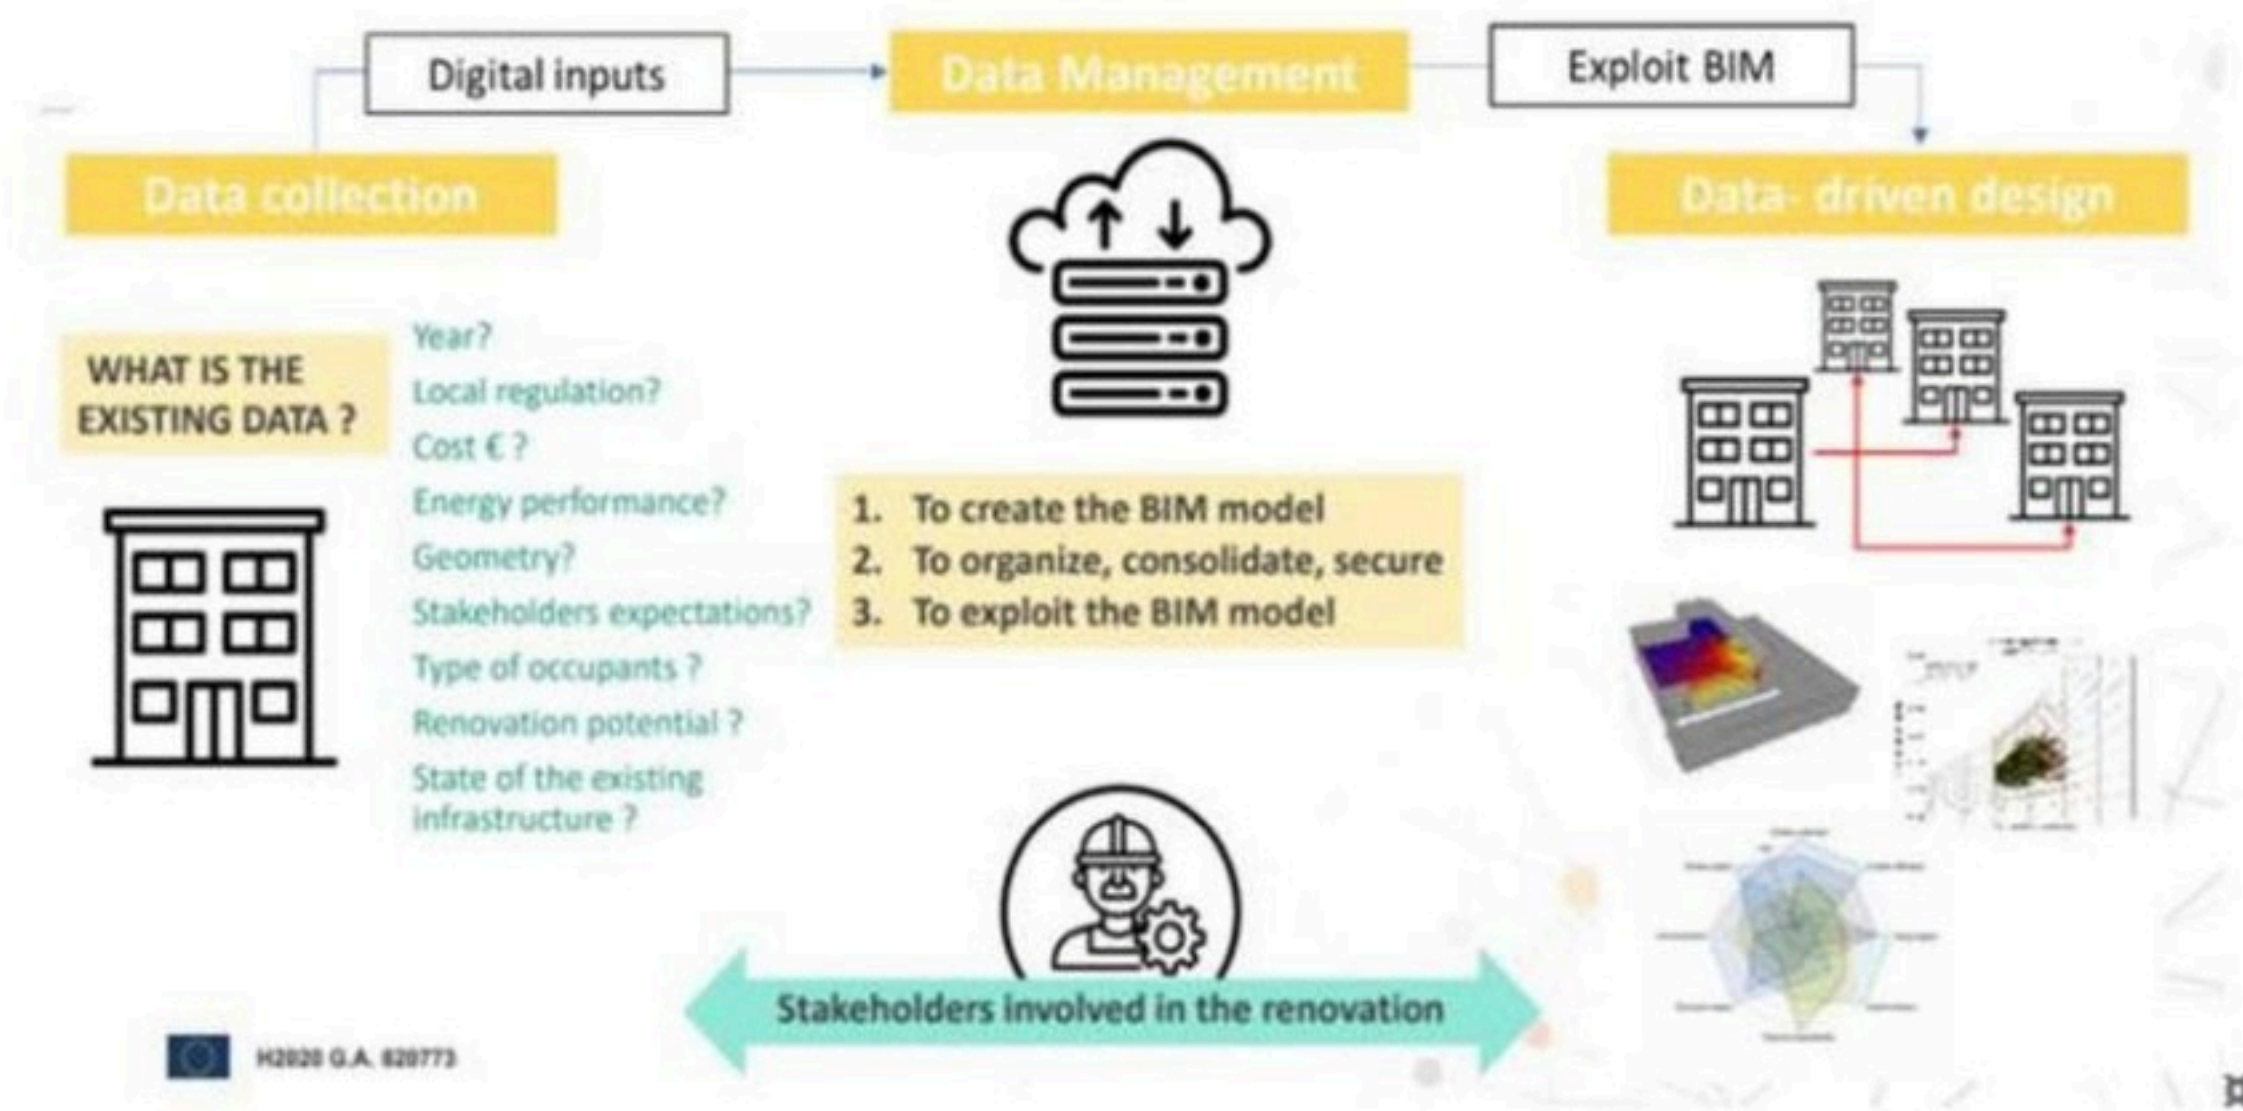 Digital inputs
Data Management
Exploit BIM
Data collection
Data- driven design
WHAT IS THE
EXISTING DATA ?
Year?
Local regulation?
Cost € ?
Energy performance?
Geometry?
Stakeholders expectations?
Type of occupants ?
Renovation potential ?
State of the existing
infrastructure ?
1. To create the BIM model
2. To organize, consolidate, secure
3. To exploit the BIM model
Stakeholders involved in the renovation
H2020 G.A. 820773